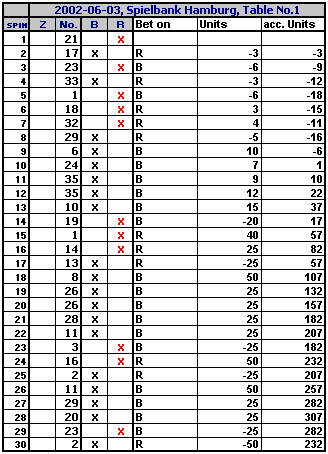 2002-06-03, Spielbank Hamburg, Table No.1
SPIN Z No. B R Bet on Units acc. Units
1 21 x
2 17 x R -3 -3
3 23 x B -6 -9
4 33 x R -3 -12
5 1 x B -6 -18
6 18 x R 3 -15
7 32 x R 4 -11
8 29 x R -5 -16
9 6 x B 10 -6
10 24 x B 7 1
11 35 x B 9 10
12 35 x B 12 22
13 10 x B 15 37
14 19 x B -20 17
15 1 x R 40 57
16 14 x R 25 82
17 13 x R -25 57
18 8 x B 50 107
19 26 x B 25 132
20 26 x B 25 157
21 28 x B 25 182
22 11 x B 25 207
23 3 x B -25 182
24 16 x R 50 232
25 2 x R -25 207
26 11 x B 50 257
27 29 x B 25 282
28 20 x B 25 307
29 23 x B -25 282
30 2 x R -50 232